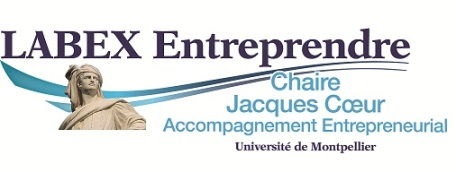 LABEX Entreprendre
Chaire
Jacques Cœur
Accompagnement Entrepreneurial
Université de Montpellier